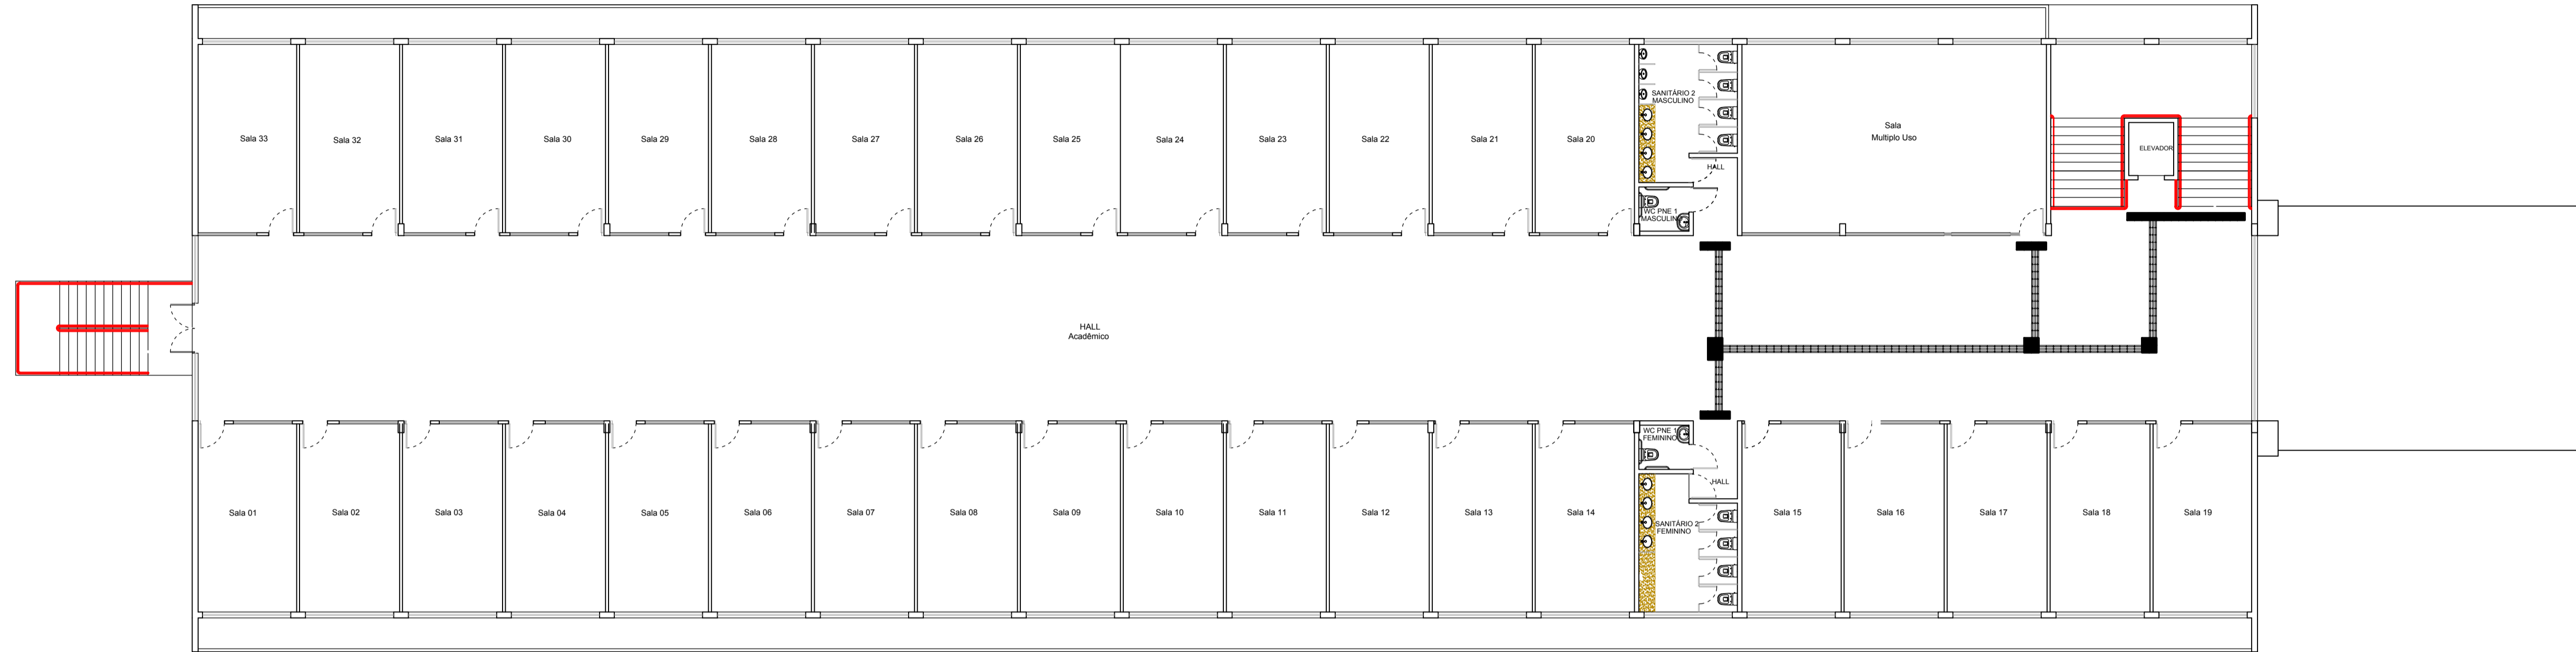 Sala 33
Sala 32
Sala 31
Sala 30
Sala 29
Sala 28
Sala 27
Sala 26
Sala 25
Sala 24
Sala 23
Sala 22
Sala 21
Sala 20
SANITÁRIO 2
MASCULINO
HALL
WC PNE 1
MASCULINO
Sala
Multiplo Uso
ELEVADOR
HALL
Acadêmico
WC PNE 1
FEMININO
HALL
SANITÁRIO 2
FEMININO
Sala 01
Sala 02
Sala 03
Sala 04
Sala 05
Sala 06
Sala 07
Sala 08
Sala 09
Sala 10
Sala 11
Sala 12
Sala 13
Sala 14
Sala 15
Sala 16
Sala 17
Sala 18
Sala 19